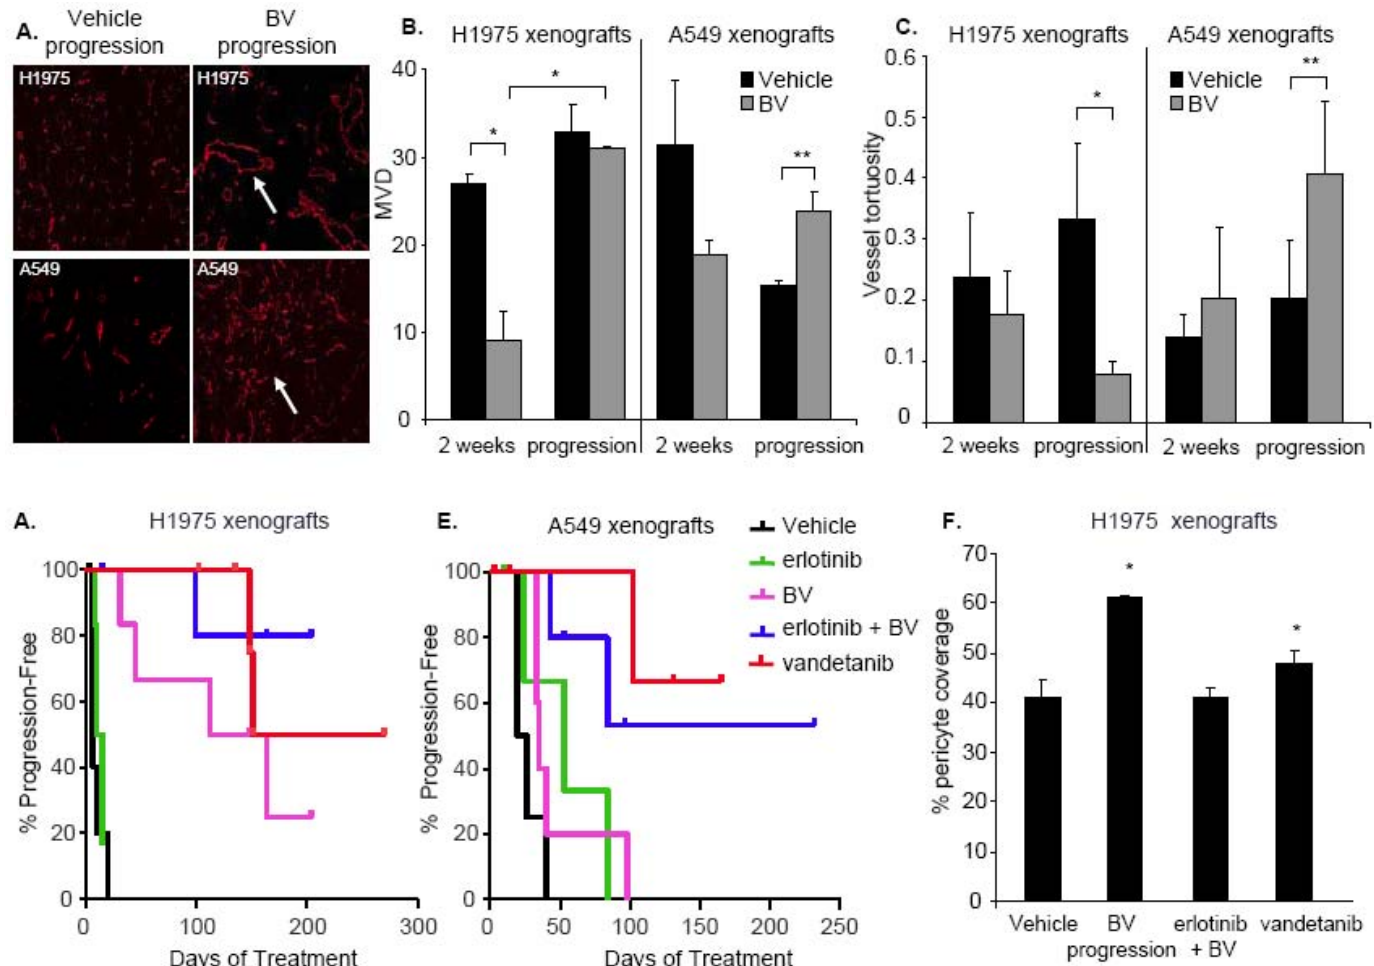 A.
Vehicle
progression
BV
progression
H1975
H1975
A549
A549
B.
H1975 xenografts
A549 xenografts
Vehicle
BV
MVD
40
30
20
10
0
*
*
**
2 weeks
progression
2 weeks
progression
C.
H1975 xenografts
A549 xenografts
Vehicle
BV
Vessel tortuosity
0.6
0.5
0.4
0.3
0.2
0.1
0
*
**
2 weeks
progression
2 weeks
progression
A.
H1975 xenografts
% Progression-Free
100
80
60
40
20
0
0
100
200
300
Days of Treatment
E.
A549 xenografts
Vehicle
erlotinib
BV
erlotinib + BV
vandetanib
% Progression-Free
100
80
60
40
20
0
0
50
100
150
200
250
Days of Treatment
F.
H1975 xenografts
% pericyte coverage
70
60
50
40
30
20
10
0
*
*
Vehicle
BV
progression
erlotinib
+ BV
vandetanib